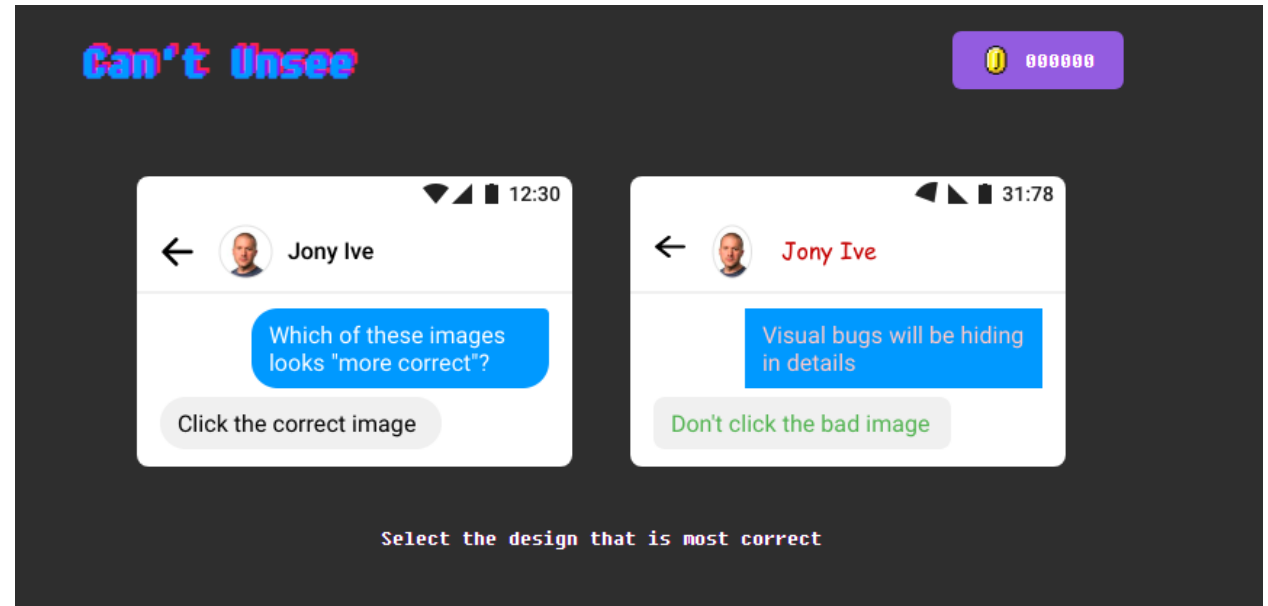 Can't Unsee
000000
12:30
Jony Ive
Which of these images
looks "more correct"?
Click the correct image
31:78
Jony Ive
Visual bugs will be hiding
in details
Don't click the bad image
Select the design that is most correct